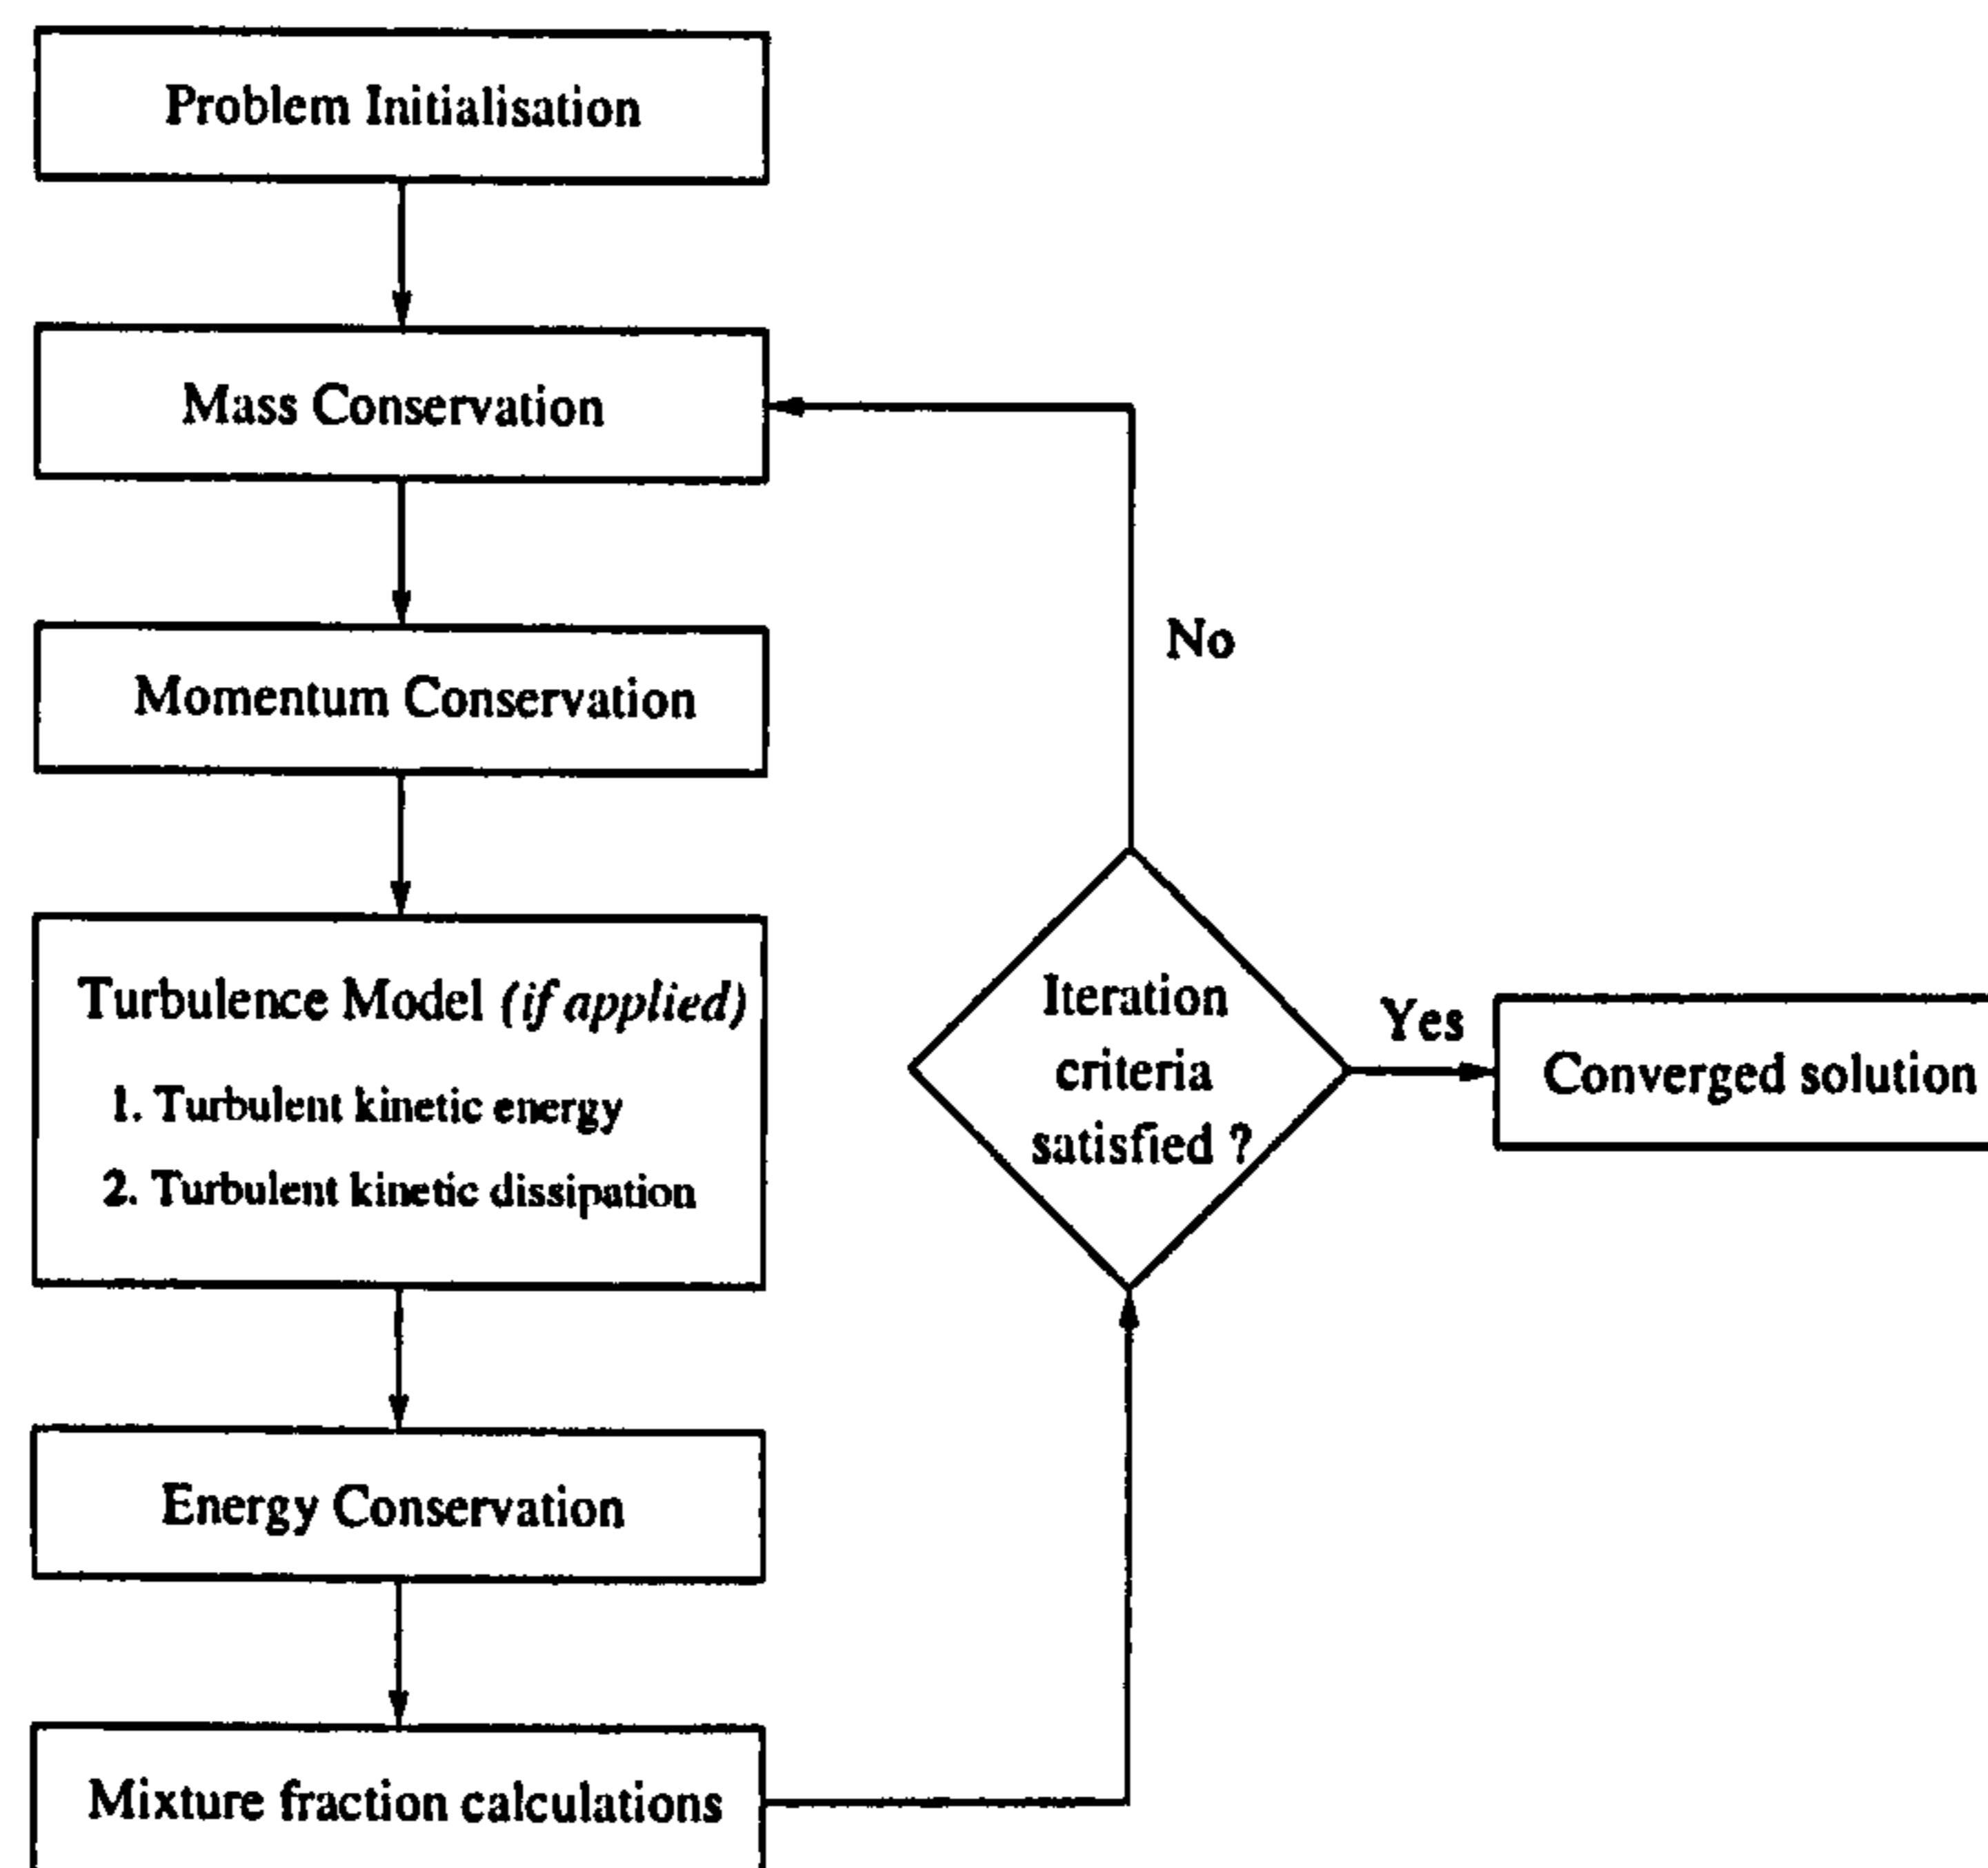 Problem Initialisation
Mass Conservation
Momentum Conservation
Turbulence Model (if applied)
1. Turbulent kinetic energy
2. Turbulent kinetic dissipation
Energy Conservation
Mixture fraction calculations
No
Iteration
criteria
satisfied ?
Yes
Converged solution